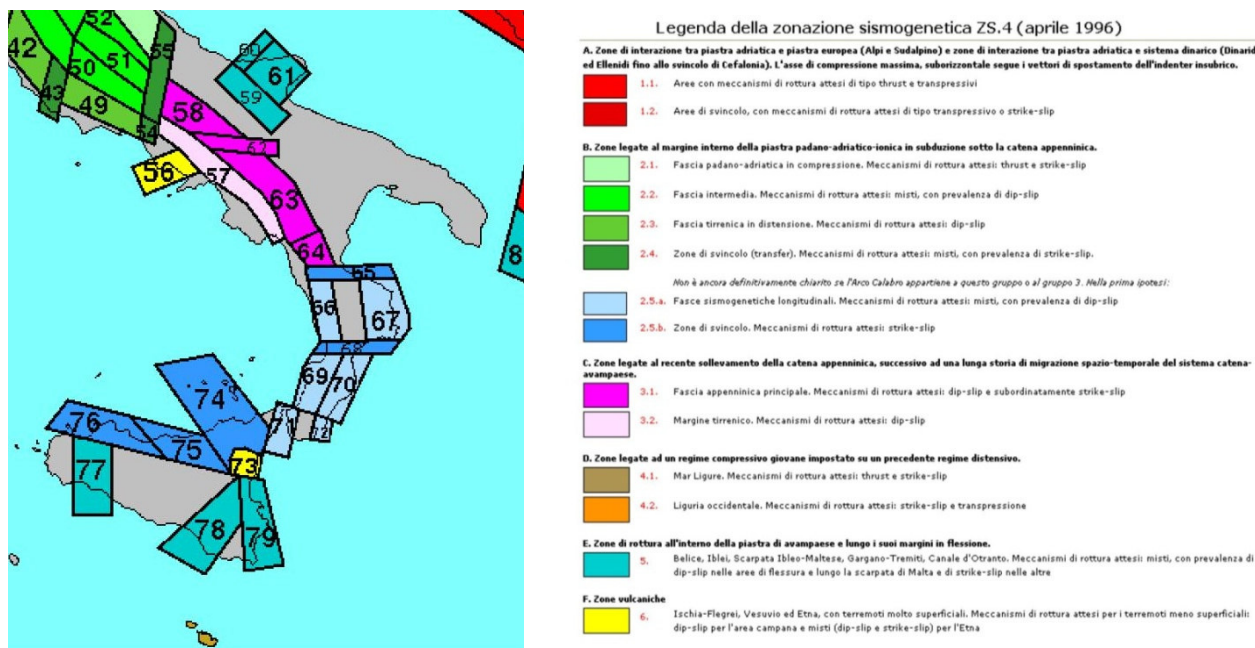 52
60
42
51
55
61
50
59
43
49
58
54
62
56
57
63
64
8
65
66
67
68
69
70
74
76
71
72
75
73
77
78
79
Legenda della zonazione sismogenetica ZS.4 (aprile 1996)
A. Zone di interazione tra piastra adriatica e piastra europea (Alpi e Sudalpino) e zone di interazione tra piastra adriatica e sistema dinarico (Dinarid
ed Ellenidi fino allo svincolo di Cefalonia). L'asse di compressione massima, suborizzontale segue i vettori di spostamento dell'indenter insubrico.
1.1. Aree con meccanismi di rottura attesi di tipo thrust e transpressivi
1.2. Aree di svincolo, con meccanismi di rottura attesi di tipo transpressivo o strike-slip
B. Zone legate al margine interno della piastra padano-adriatico-ionica in subduzione sotto la catena appenninica.
2.1. Fascia padano-adriatica in compressione. Meccanismi di rottura attesi: thrust e strike-slip
2.2. Fascia intermedia. Meccanismi di rottura attesi: misti, con prevalenza di dip-slip
2.3. Fascia tirrenica in distensione. Meccanismi di rottura attesi: dip-slip
2.4. Zone di svincolo (transfer). Meccanismi di rottura attesi: misti, con prevalenza di strike-slip.
Non è ancora definitivamente chiarito se l'Arco Calabro appartiene a questo gruppo o al gruppo 3. Nella prima ipotesi:
2.5.a. Fasce sismogenetiche longitudinali. Meccanismi di rottura attesi: misti, con prevalenza di dip-slip
2.5.b. Zone di svincolo. Meccanismi di rottura attesi: strike-slip
C. Zone legate al recente sollevamento della catena appenninica, successivo ad una lunga storia di migrazione spazio-temporale del sistema catena-
avampaese.
3.1. Fascia appenninica principale. Meccanismi di rottura attesi: dip-slip e subordinatamente strike-slip
3.2. Margine tirrenico. Meccanismi di rottura attesi: dip-slip
D. Zone legate ad un regime compressivo giovane impostato su un precedente regime distensivo.
4.1. Mar Ligure. Meccanismi di rottura attesi: thrust e strike-slip
4.2. Liguria occidentale. Meccanismi di rottura attesi: strike-slip e transpressione
E. Zone di rottura all'interno della piastra di avampaese e lungo i suoi margini in flessione.
5. Belice, Iblei, Scarpata Ibleo-Maltese, Gargano-Tremiti, Canale d'Otranto. Meccanismi di rottura attesi: misti, con prevalenza di
dip-slip nelle aree di flessura e lungo la scarpata di Malta e di strike-slip nelle altre
F. Zone vulcaniche
6. Ischia-Flegrei, Vesuvio ed Etna, con terremoti molto superficiali. Meccanismi di rottura attesi per i terremoti meno superficiali:
dip-slip per l'area campana e misti (dip-slip e strike-slip) per l'Etna